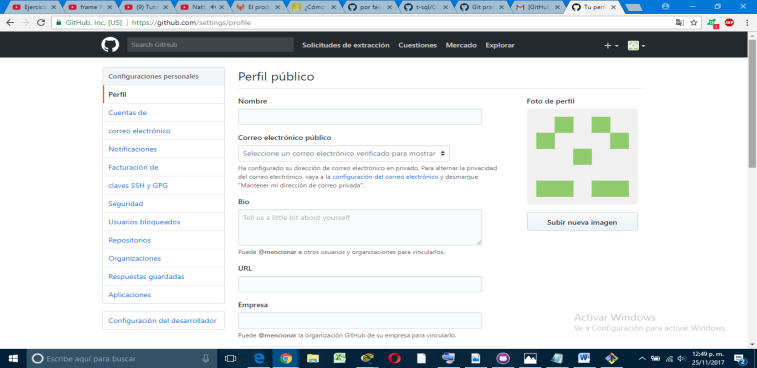 Ejercicio
frame
(9) Tuto
El prod
¿Cómo
por fa
t-sql/C
Git pri
M [GitHub
Tu perf
GitHub, Inc. [US] | https://github.com/settings/profile
Search GitHub
Solicitudes de extracción Cuestiones Mercado Explorar
Configuraciones personales
Perfil
Cuentas de
correo electrónico
Notificaciones
Facturación de
claves SSH y GPG
Seguridad
Usuarios bloqueados
Repositorios
Organizaciones
Respuestas guardadas
Aplicaciones
Configuración del desarrollador
Perfil público
Nombre
Correo electrónico público
Seleccione un correo electrónico verificado para mostrar
Ha configurado su dirección de correo electrónico en privado. Para alternar la privacidad
del correo electrónico, vaya a la configuración del correo electrónico y desmarque
"Mantener mi dirección de correo privada".
Bio
Tell us a little bit about yourself
Puede @mencionar a otros usuarios y organizaciones para vincularlos.
URL
Empresa
Puede @mencionar la organización GitHub de su empresa para vincularlo.
Foto de perfil
Subir nueva imagen
Activar Windows
Ve a Configuración para activar Windows.
Escribe aquí para buscar
12:49 p. m.
25/11/2017